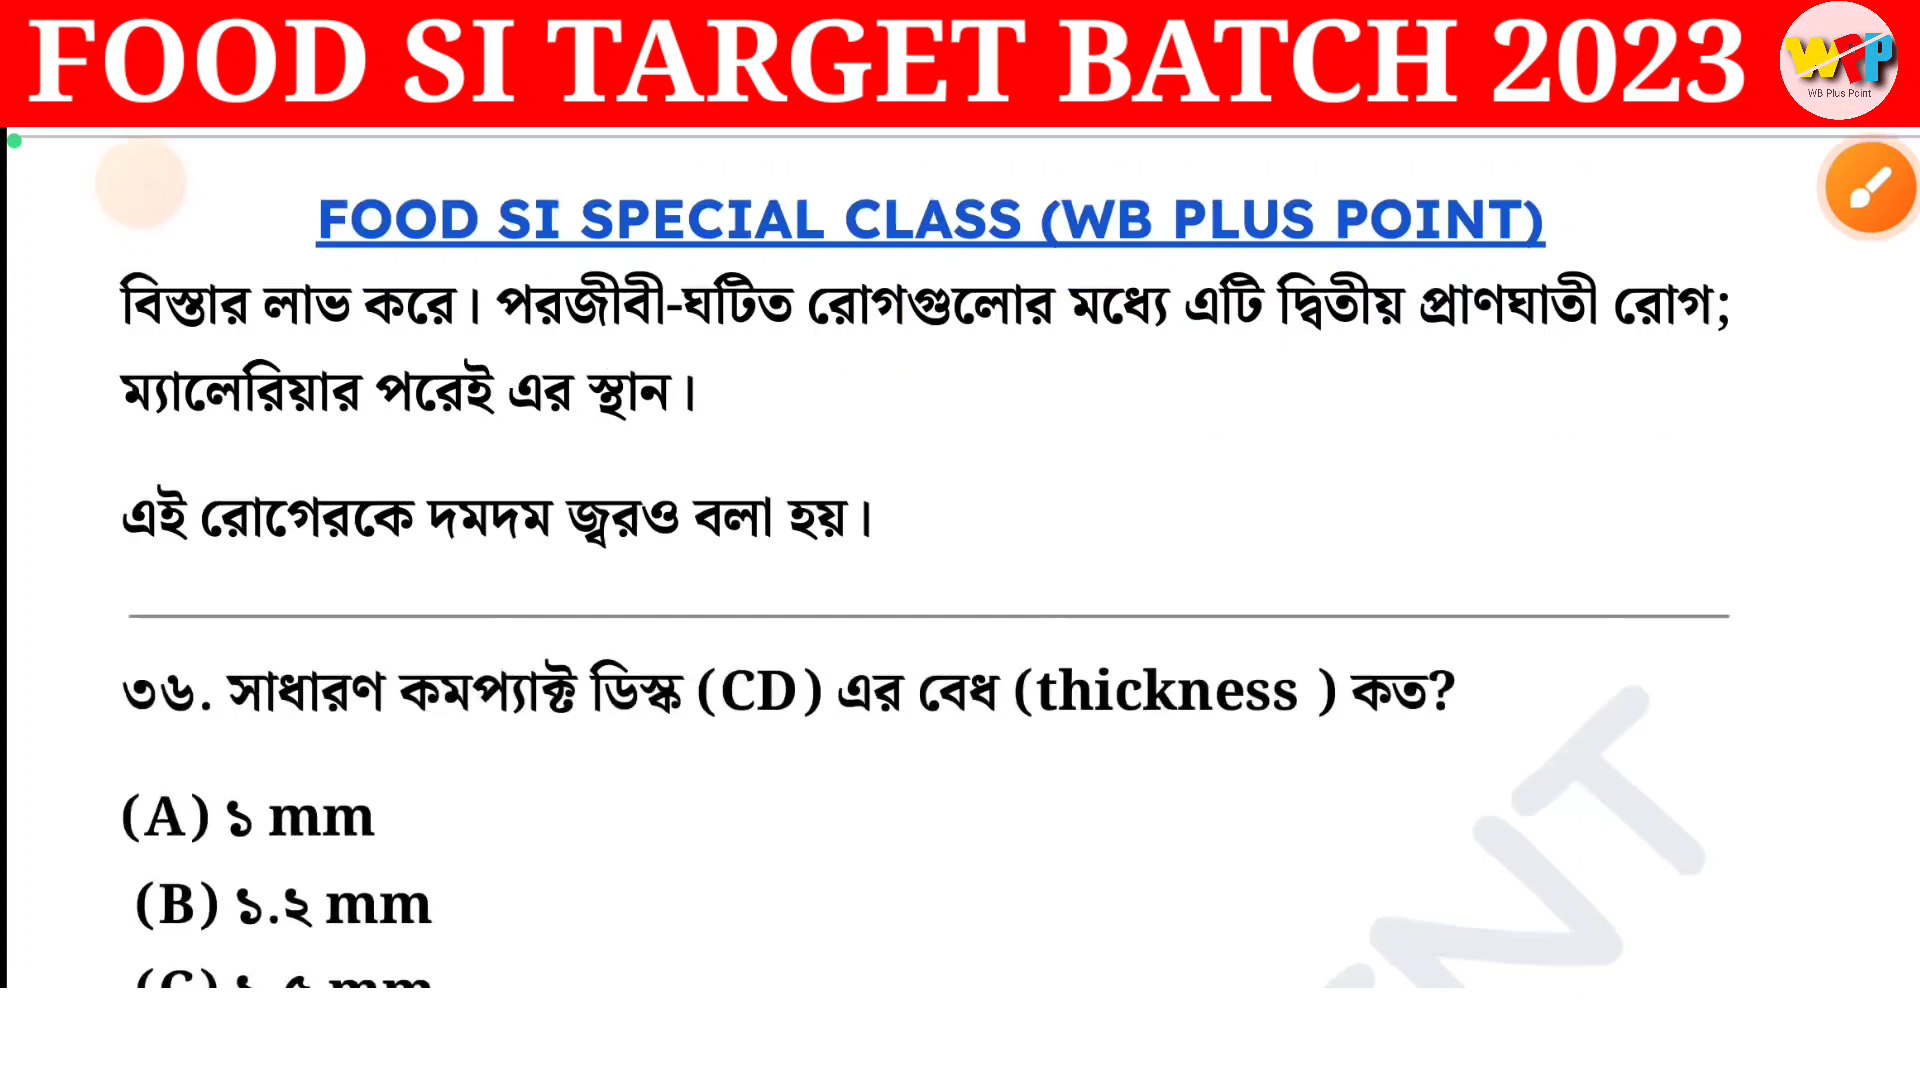 FOOD SI TARGET BATCH 2023
WB Plus Point
FOOD SI SPECIAL CLASS (WB PLUS POINT)
বিস্তার লাভ করে। পরজীবী-ঘটিত রোগগুলোর মধ্যে এটি দ্বিতীয় প্রাণঘাতী রোগ;
ম্যালেরিয়ার পরেই এর স্থান।
এই রোগেরকে দমদম জ্বরও বলা হয়।
৩৬. সাধারণ কমপ্যাক্ট ডিস্ক (CD) এর বেধ (thickness ) কত?
(A) ১ mm
(B) ১.২ mm